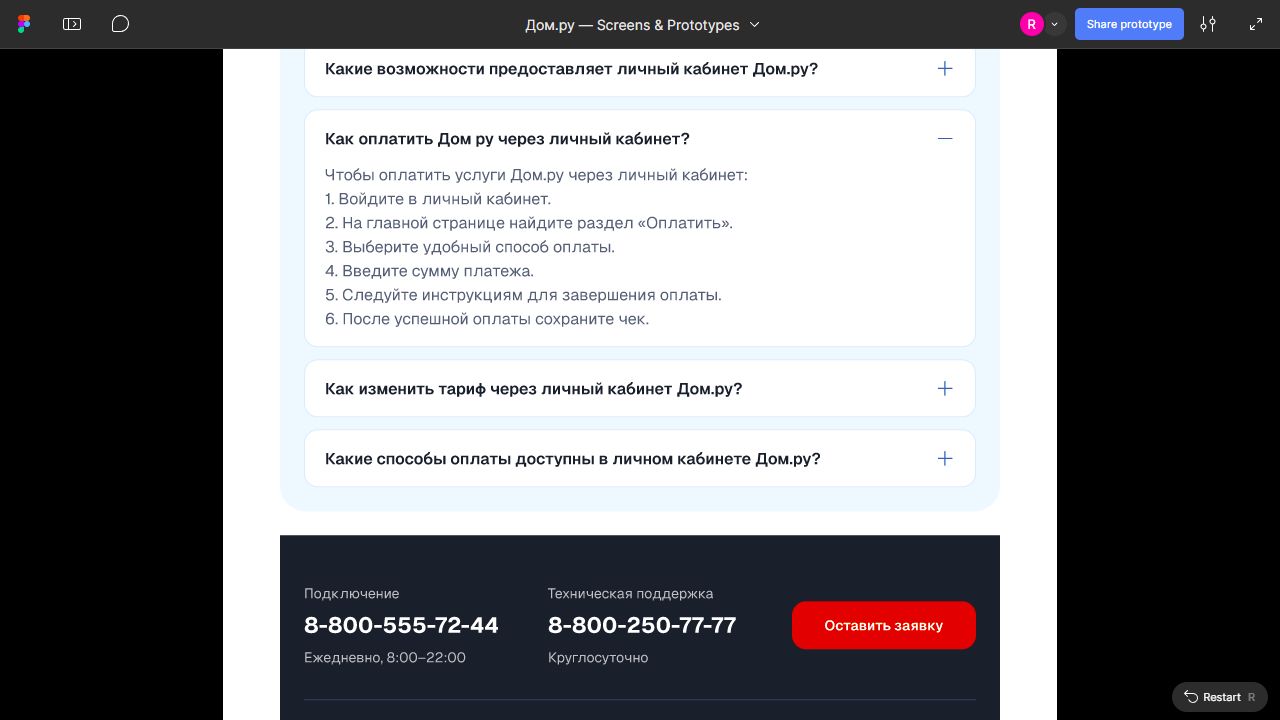 Дом.ру — Screens & Prototypes
R
Share prototype
Какие возможности предоставляет личный кабинет Дом.ру?
Как оплатить Дом ру через личный кабинет?
Чтобы оплатить услуги Дом.ру через личный кабинет:
1. Войдите в личный кабинет.
2. На главной странице найдите раздел «Оплатить».
3. Выберите удобный способ оплаты.
4. Введите сумму платежа.
5. Следуйте инструкциям для завершения оплаты.
6. После успешной оплаты сохраните чек.
Как изменить тариф через личный кабинет Дом.ру?
Какие способы оплаты доступны в личном кабинете Дом.ру?
Подключение
8-800-555-72-44
Ежедневно, 8:00–22:00
Техническая поддержка
8-800-250-77-77
Круглосуточно
Оставить заявку
Restart R